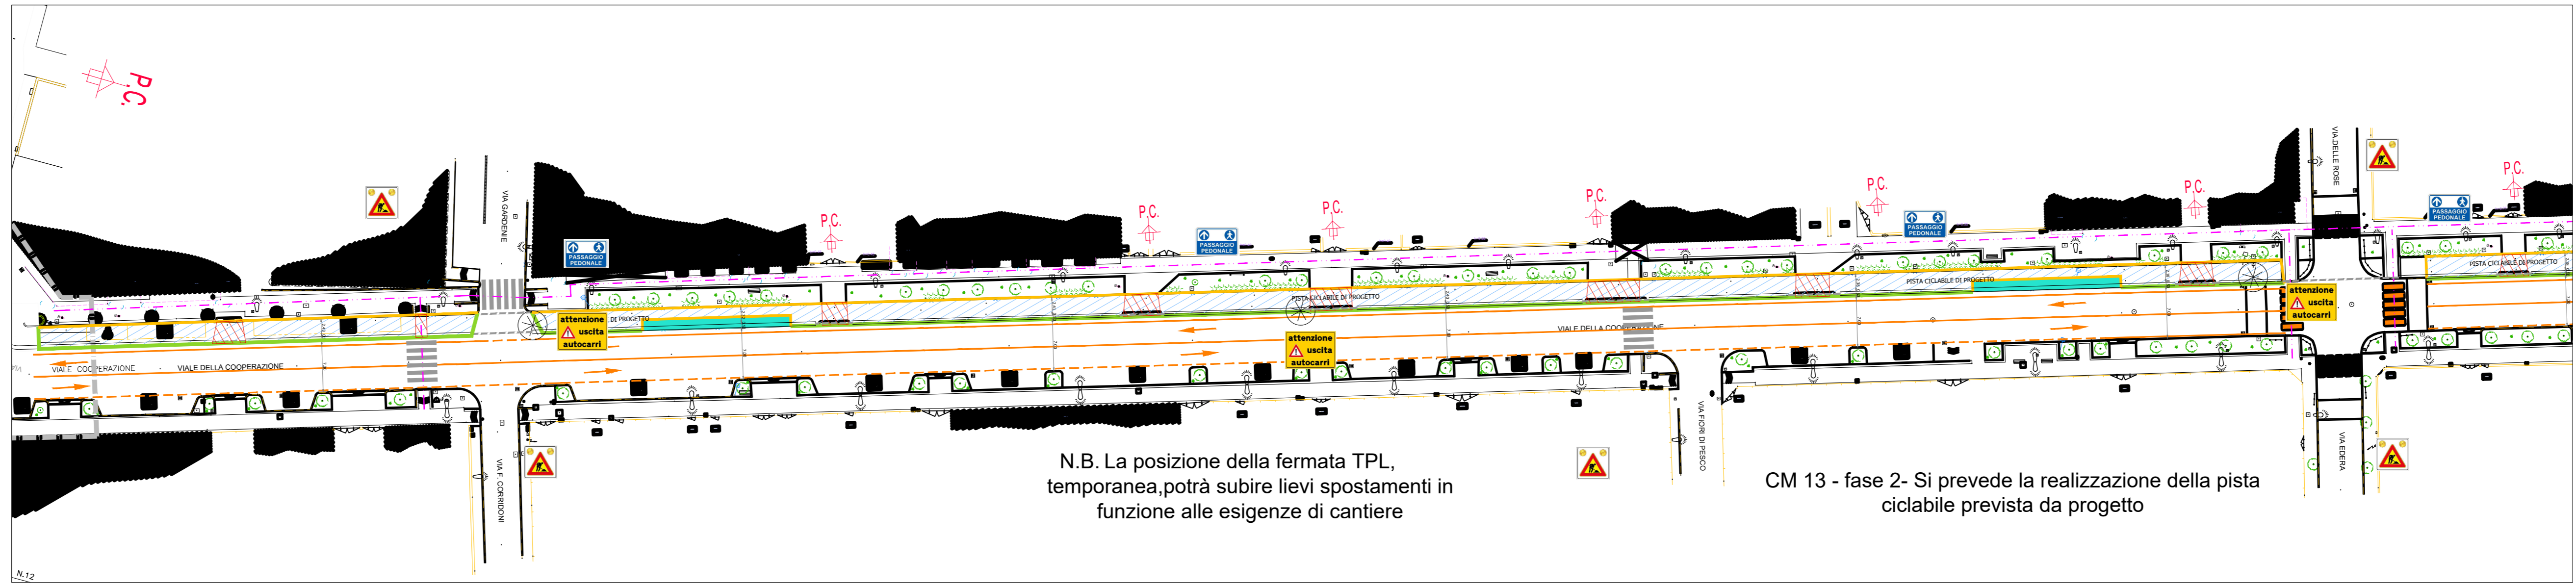 P.C.
VIA GARDENIE
PASSAGGIO
PEDONALE
P.C.
P.C.
PASSAGGIO
PEDONALE
P.C.
P.C.
P.C.
PASSAGGIO
PEDONALE
P.C.
VIA DELLE ROSE
PASSAGGIO
PEDONALE
P.C.
PISTA CICLABILE DI PROGETTO
PISTA CICLABILE DI PROGETTO
PISTA CICLABILE DI PROGETTO
DI PROGETTO
attenzione
uscita
autocarri
attenzione
uscita
autocarri
attenzione
uscita
autocarri
VIALE DELLA COOPERAZIONE
VIALE COOPERAZIONE
VIALE DELLA COOPERAZIONE
VIA F. CORRIDONI
VIA FIORI DI PESCO
VIA EDERA
N.B. La posizione della fermata TPL,
temporanea,potrà subire lievi spostamenti in
funzione alle esigenze di cantiere
CM 13 - fase 2- Si prevede la realizzazione della pista
ciclabile prevista da progetto
N.12